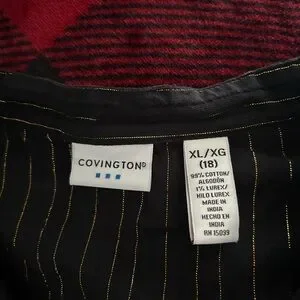 COVINGTON®
XL/XG
(18)
99% COTTON/
ALGODÓN
1% LUREX/
HILO LUREX
MADE IN
INDIA
HECHO EN
INDIA
RN 15099